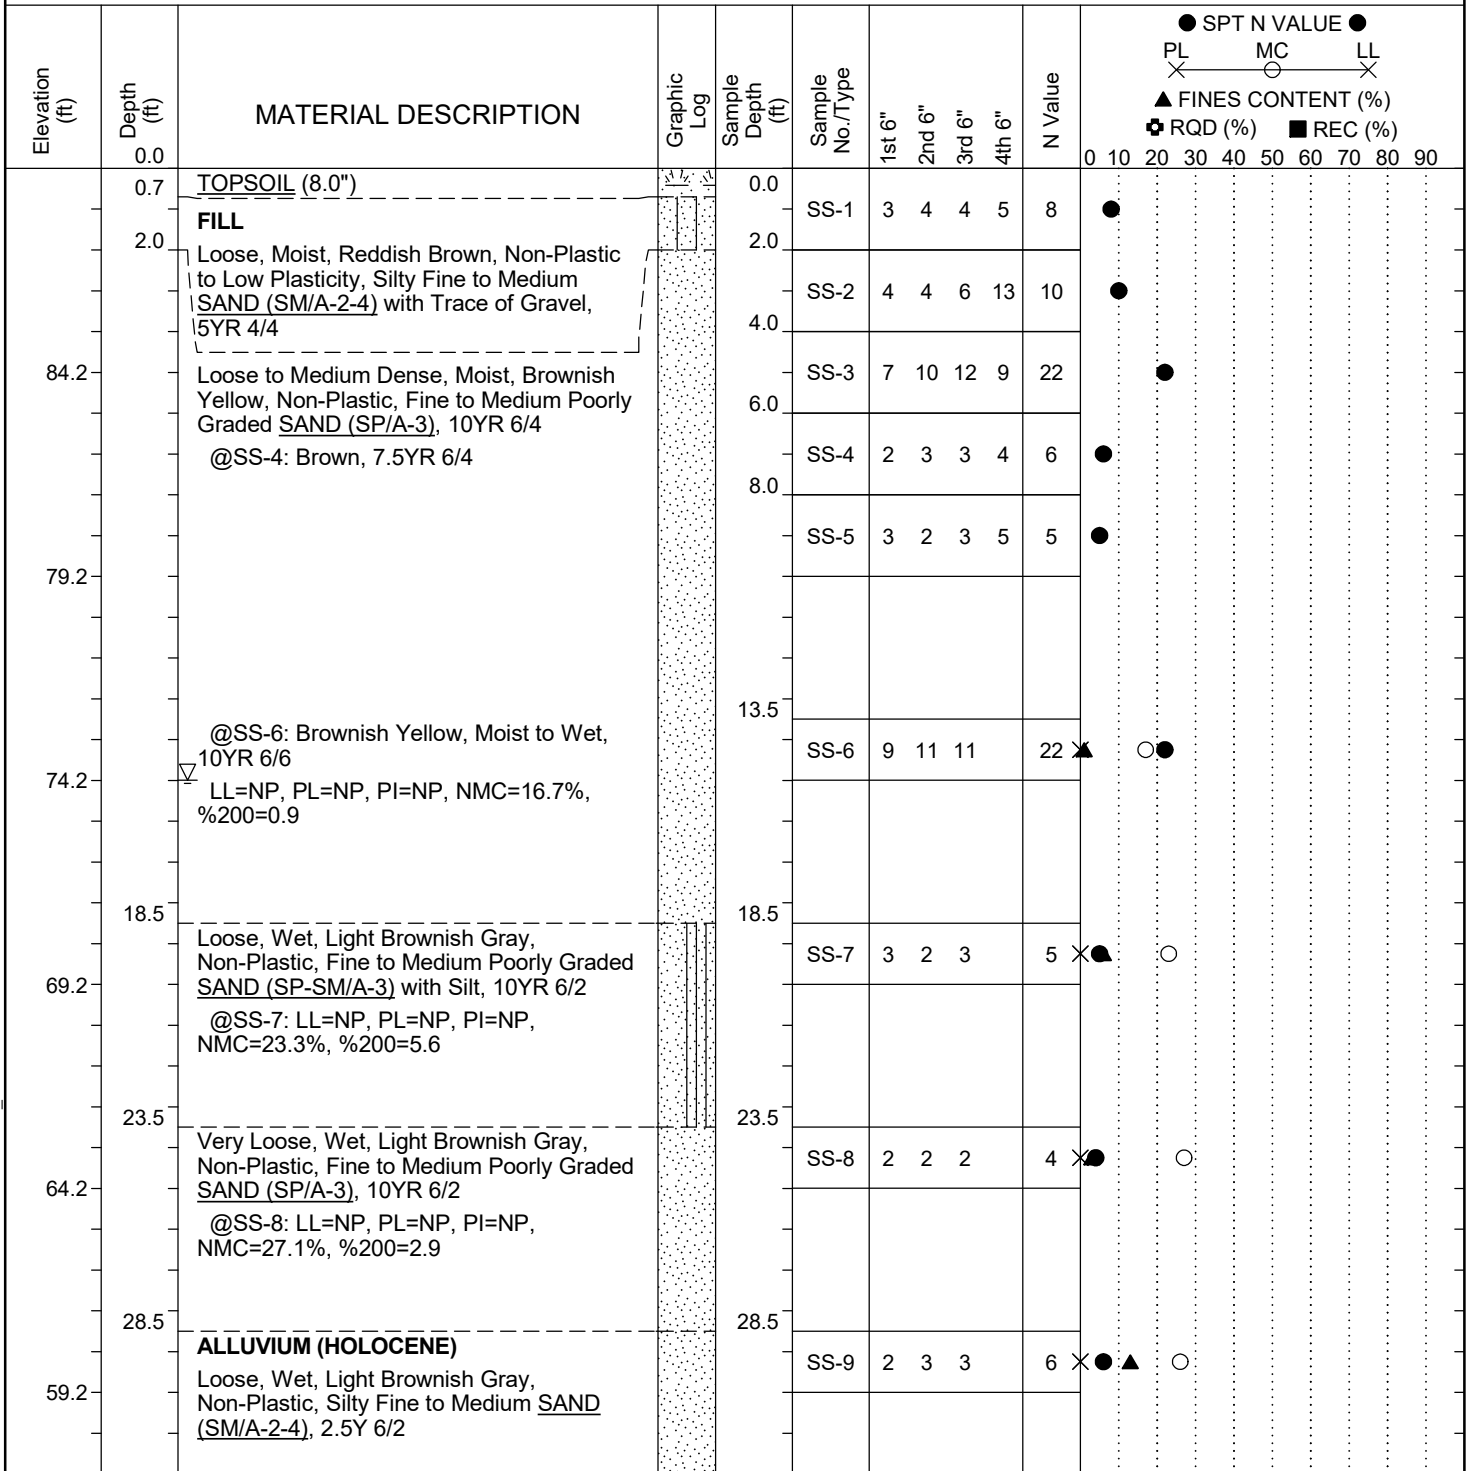 Elevation (ft)
Depth (ft)
0.0
MATERIAL DESCRIPTION
Graphic Log
Sample Depth (ft)
Sample No./Type
1st 6"
2nd 6"
3rd 6"
4th 6"
N Value
SPT N VALUE
PL MC LL
FINES CONTENT (%)
RQD (%) REC (%)
0 10 20 30 40 50 60 70 80 90
0.7 TOPSOIL (8.0") 0.0
FILL
SS-1 3 4 4 5 8
2.0 2.0
Loose, Moist, Reddish Brown, Non-Plastic
to Low Plasticity, Silty Fine to Medium
SAND (SM/A-2-4) with Trace of Gravel,
5YR 4/4
SS-2 4 4 6 13 10
4.0
84.2
Loose to Medium Dense, Moist, Brownish
Yellow, Non-Plastic, Fine to Medium Poorly
Graded SAND (SP/A-3), 10YR 6/4
SS-3 7 10 12 9 22
6.0
@SS-4: Brown, 7.5YR 6/4
SS-4 2 3 3 4 6
8.0
SS-5 3 2 3 5 5
79.2
13.5
@SS-6: Brownish Yellow, Moist to Wet,
10YR 6/6
SS-6 9 11 11 22
74.2
LL=NP, PL=NP, PI=NP, NMC=16.7%,
%200=0.9
18.5 18.5
Loose, Wet, Light Brownish Gray,
Non-Plastic, Fine to Medium Poorly Graded
SAND (SP-SM/A-3) with Silt, 10YR 6/2
SS-7 3 2 3 5
69.2
@SS-7: LL=NP, PL=NP, PI=NP,
NMC=23.3%, %200=5.6
23.5 23.5
Very Loose, Wet, Light Brownish Gray,
Non-Plastic, Fine to Medium Poorly Graded
SAND (SP/A-3), 10YR 6/2
SS-8 2 2 2 4
64.2
@SS-8: LL=NP, PL=NP, PI=NP,
NMC=27.1%, %200=2.9
28.5 28.5
ALLUVIUM (HOLOCENE)
SS-9 2 3 3 6
59.2
Loose, Wet, Light Brownish Gray,
Non-Plastic, Silty Fine to Medium SAND
(SM/A-2-4), 2.5Y 6/2